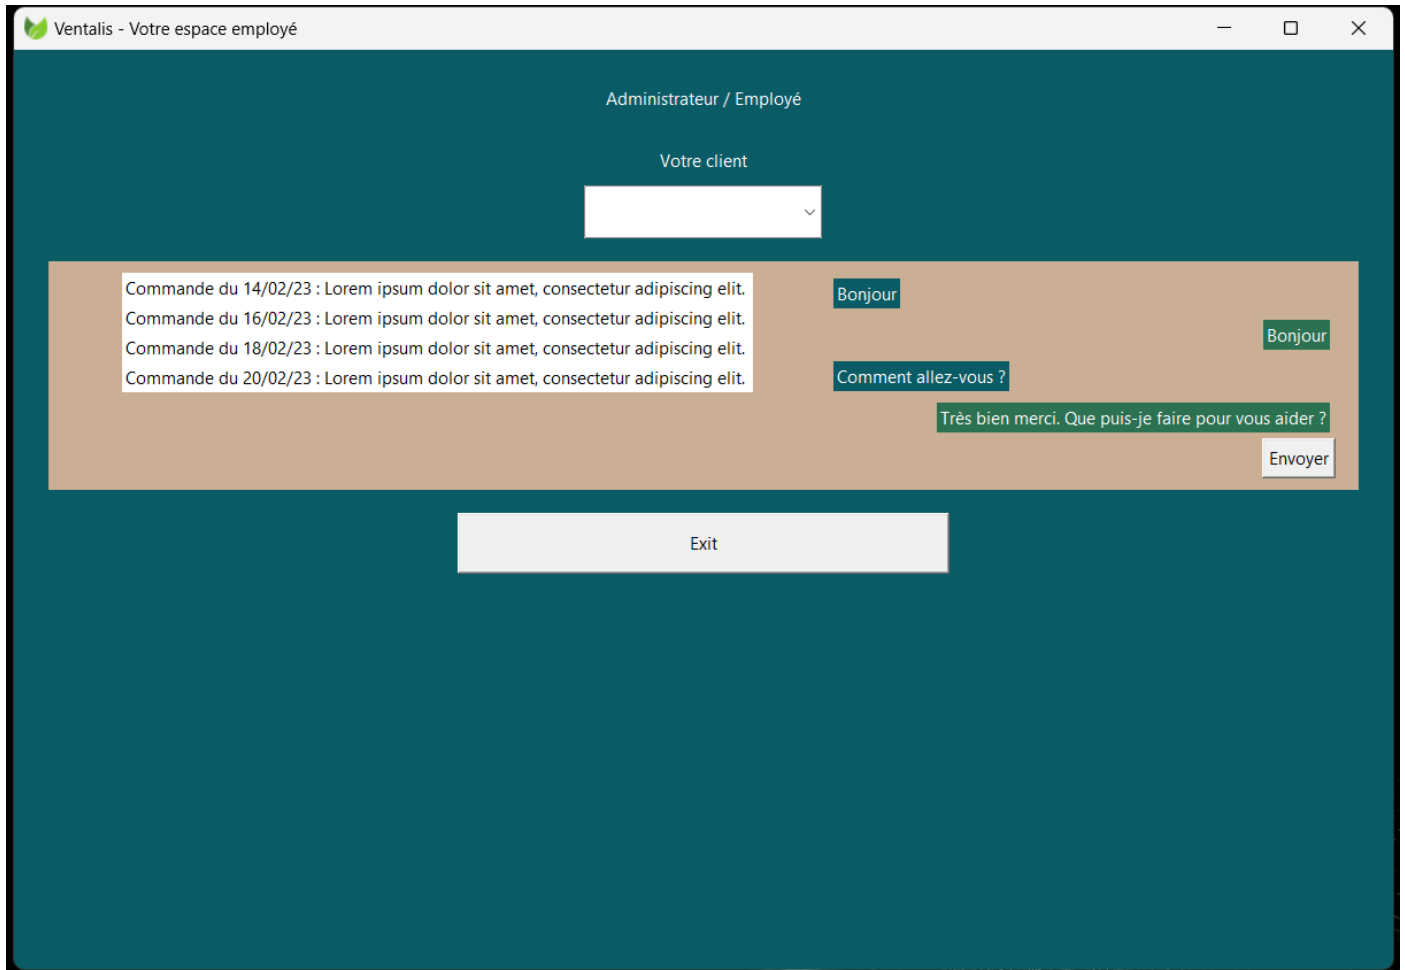 Ventalis - Votre espace employé
Administrateur / Employé
Votre client
Commande du 14/02/23 : Lorem ipsum dolor sit amet, consectetur adipiscing elit.
Commande du 16/02/23 : Lorem ipsum dolor sit amet, consectetur adipiscing elit.
Commande du 18/02/23 : Lorem ipsum dolor sit amet, consectetur adipiscing elit.
Commande du 20/02/23 : Lorem ipsum dolor sit amet, consectetur adipiscing elit.
Bonjour
Bonjour
Comment allez-vous ?
Très bien merci. Que puis-je faire pour vous aider ?
Envoyer
Exit